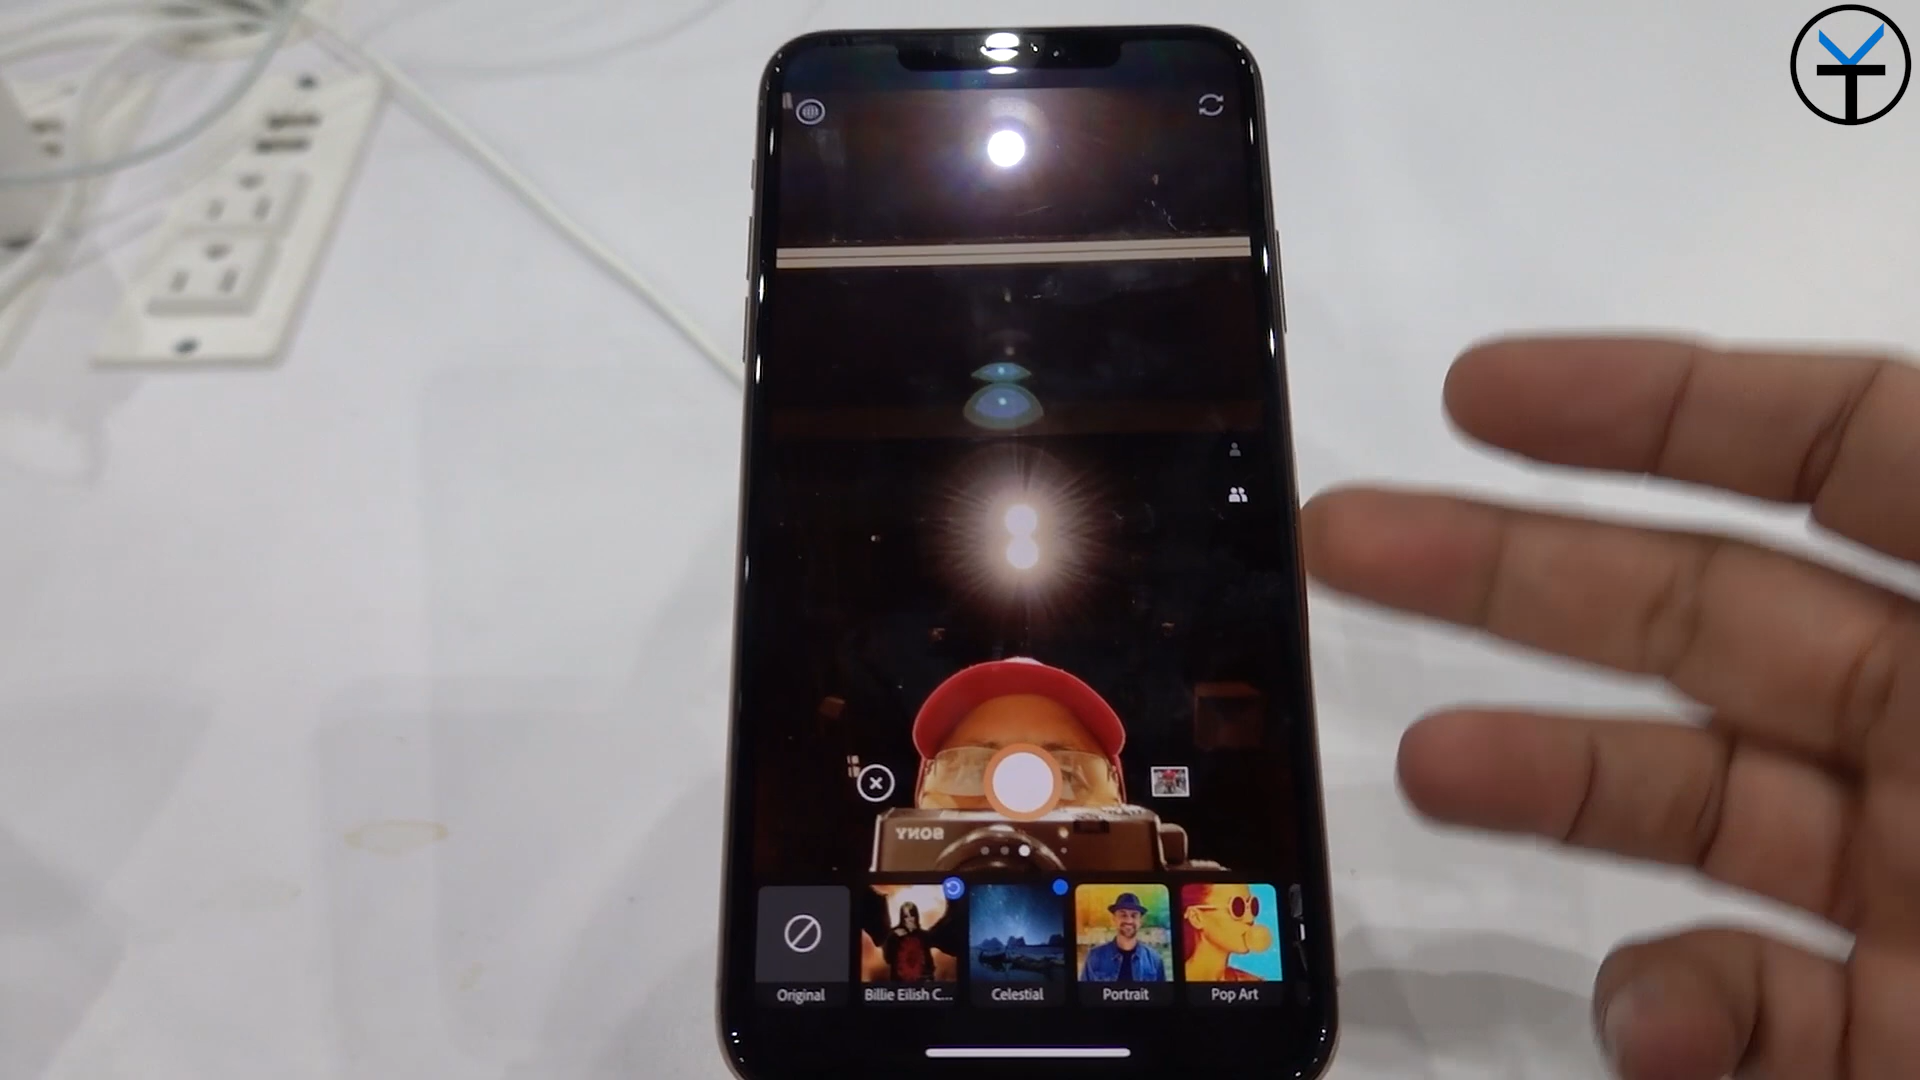 SONY
Original
Billie Eilish C...
Celestial
Portrait
Pop Art